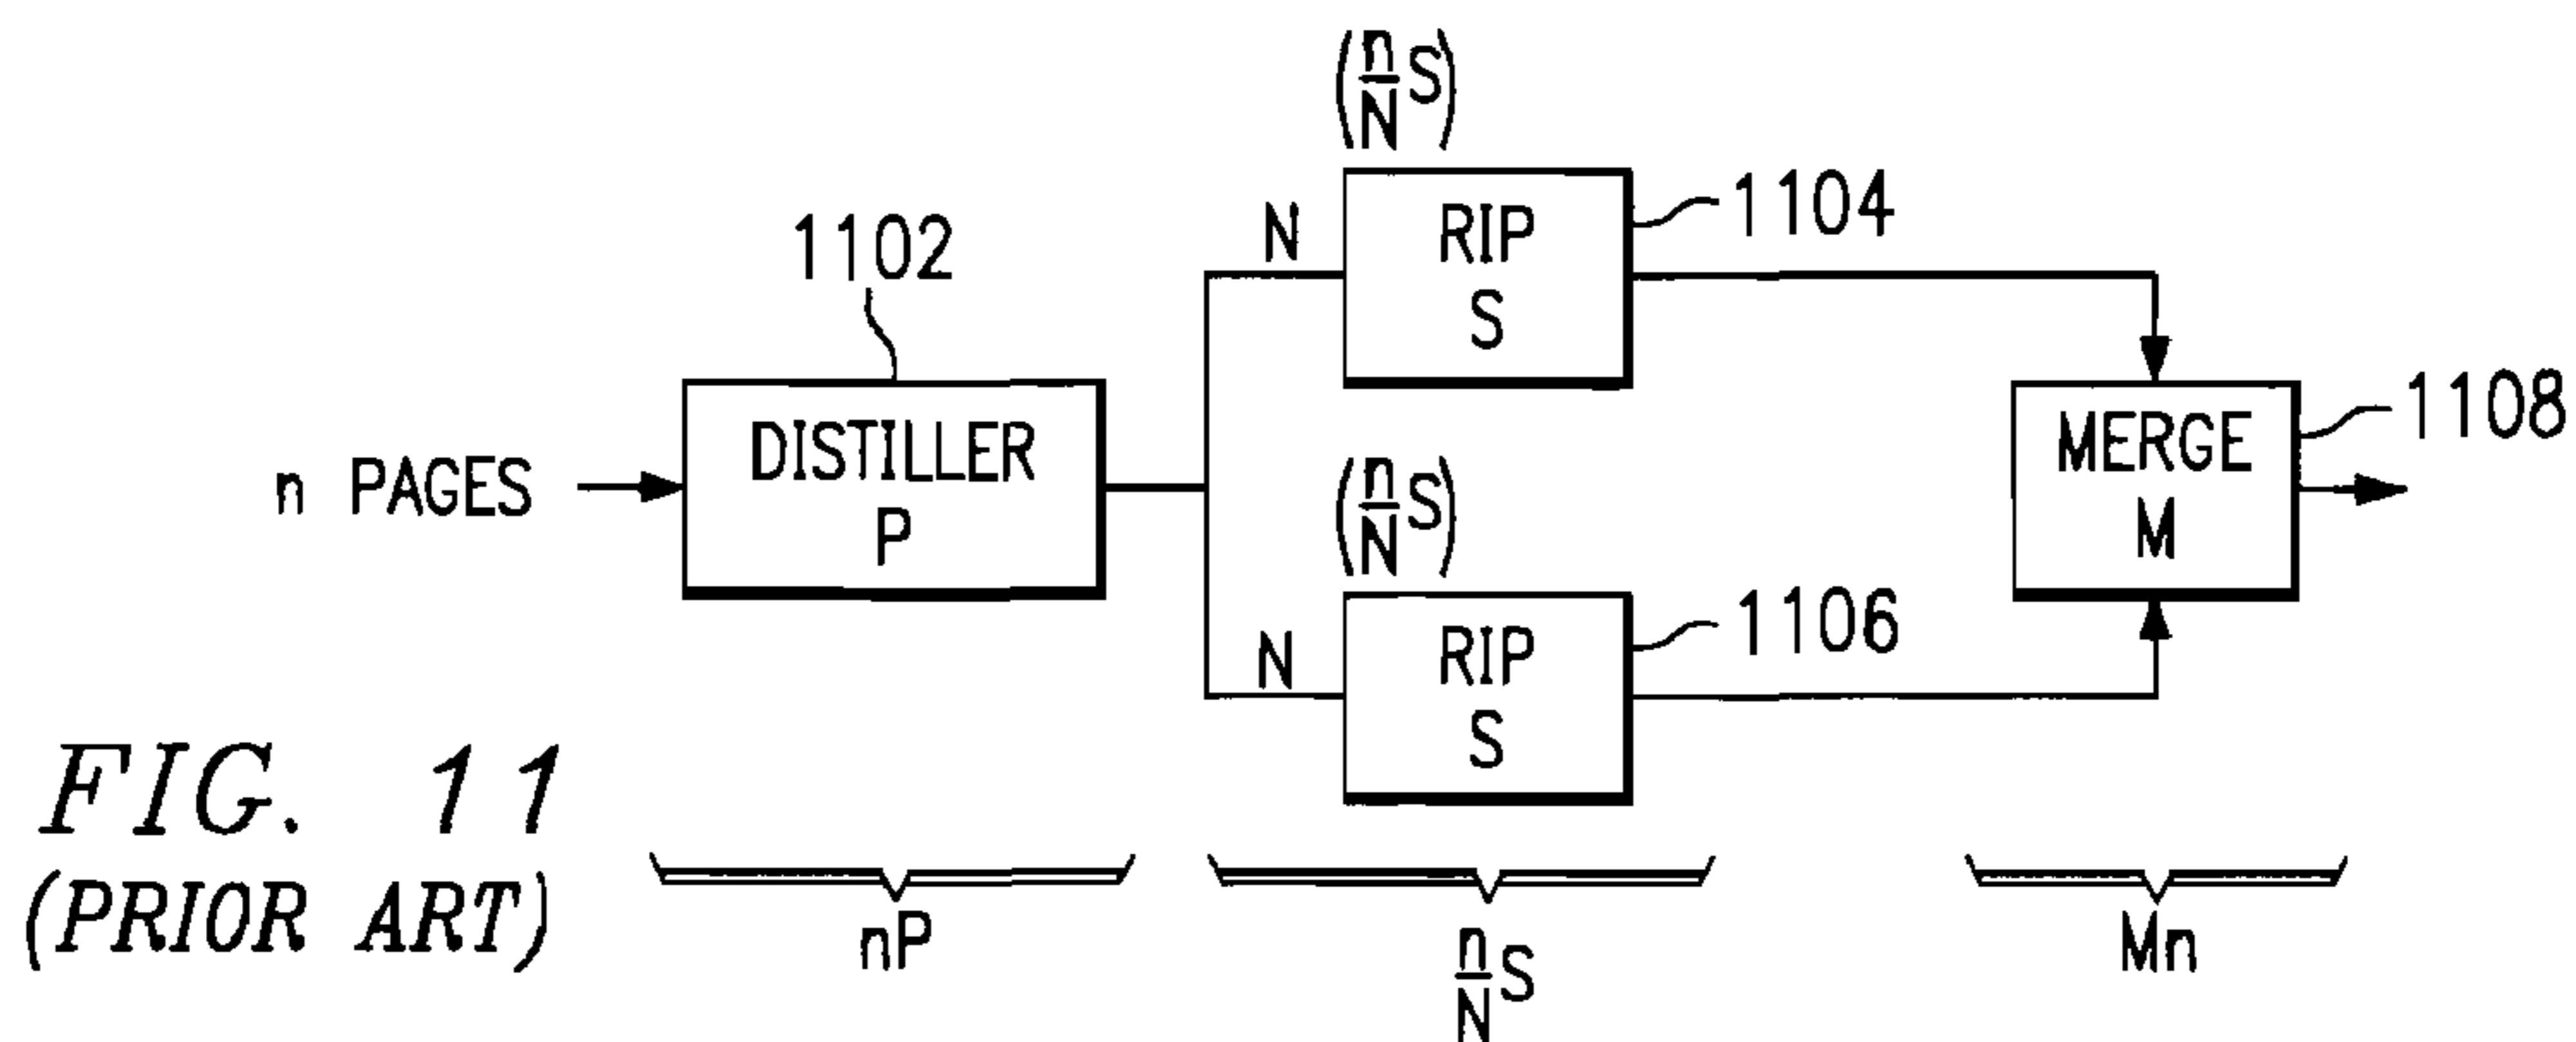 (n/N S)
1104
N
RIP
S
1102
n PAGES
DISTILLER
P
(n/N S)
1106
N
RIP
S
1108
MERGE
M
FIG. 11
(PRIOR ART)
nP
n/N S
Mn